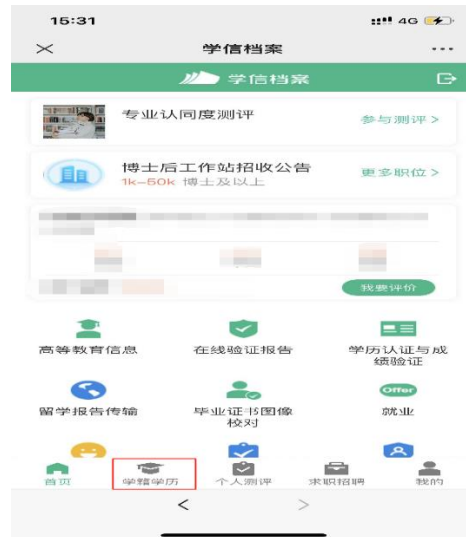 15:31
4G
学信档案
学信档案
专业认同度测评
参与测评 >
博士后工作站招收公告
1k-50k 博士及以上
更多职位 >
我要评价
高等教育信息
在线验证报告
学历认证与成
绩验证
留学报告传输
毕业证书图像
校对
Offer
就业
首页
学籍学历
个人测评
求职招聘
我的